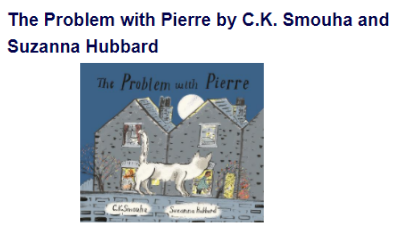 The Problem with Pierre by C.K. Smouha and
Suzanna Hubbard
The Problem with Pierre
C.K.Smouha Suzanna Hubbard